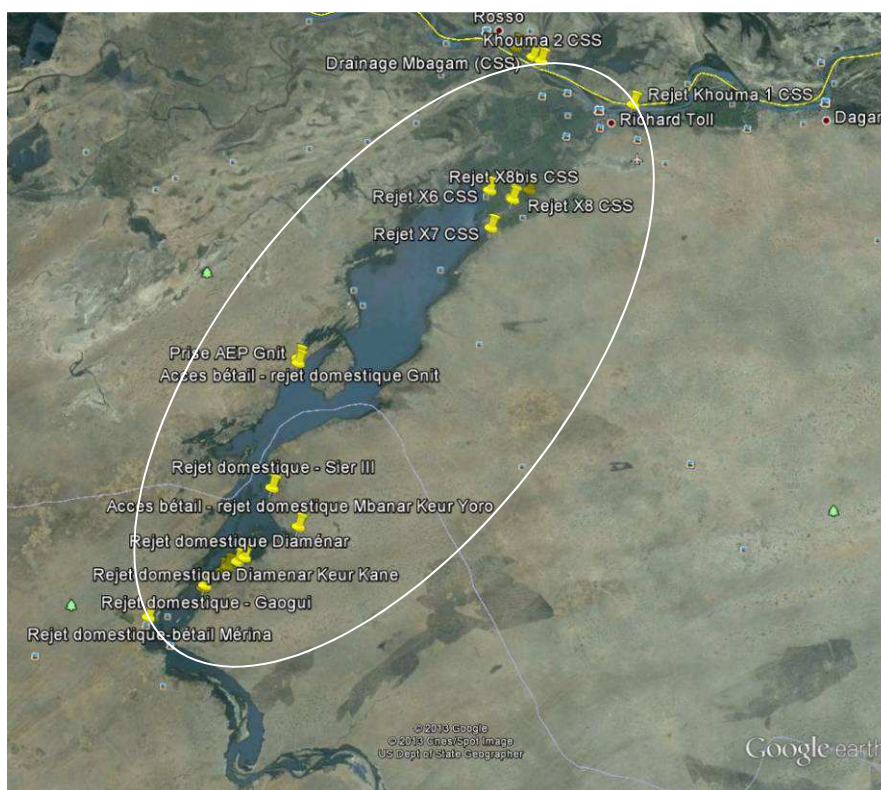 Rosso
Khouma 2 CSS
Drainage Mbagam (CSS)
Rejet Khouma 1 CSS
Richard Toll
Dagar
Rejet X8bis CSS
Rejet X6 CSS
Rejet X8 CSS
Rejet X7 CSS
Prise AEP Gnit
Acces bétail - rejet domestique Gnit
Rejet domestique - Sier III
Accès bétail - rejet domestique Mbanar Keur Yoro
Rejet domestique Diaménar
Rejet domestique Diamenar Keur Kane
Rejet domestique - Gaogui
Rejet domestique-bétail Mérina
© 2013 Google
© 2013 Cnes/Spot Image
US Dept of State Geographer
Google earth